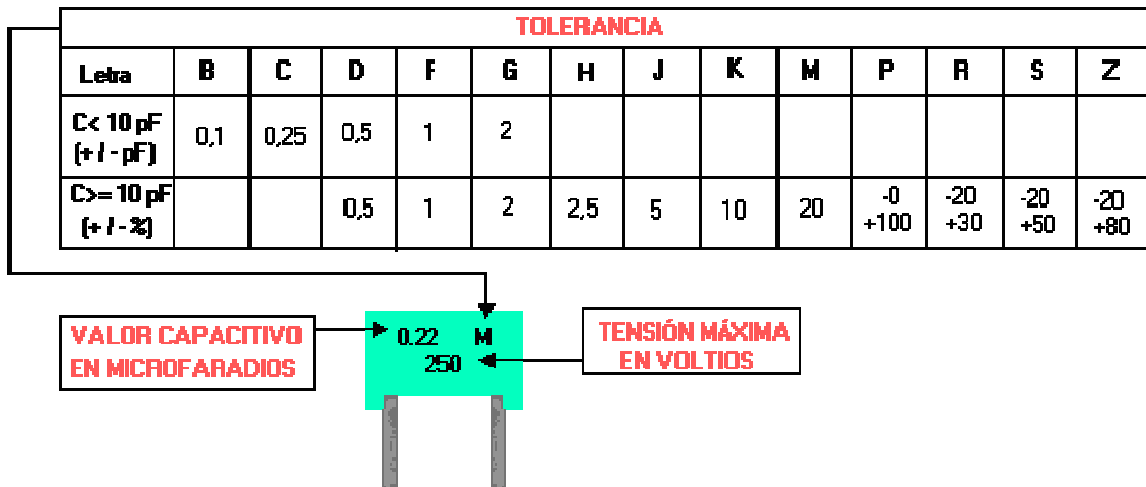 TOLERANCIA
Letra B C D F G H J K M P R S Z
C< 10 pF (+ / - pF) 0,1 0,25 0,5 1 2
C>= 10 pF (+ / - %) 0,5 1 2 2,5 5 10 20 -0 +100 -20 +30 -20 +50 -20 +80
VALOR CAPACITIVO
EN MICROFARADIOS
0.22 M
250
TENSIÓN MÁXIMA
EN VOLTIOS